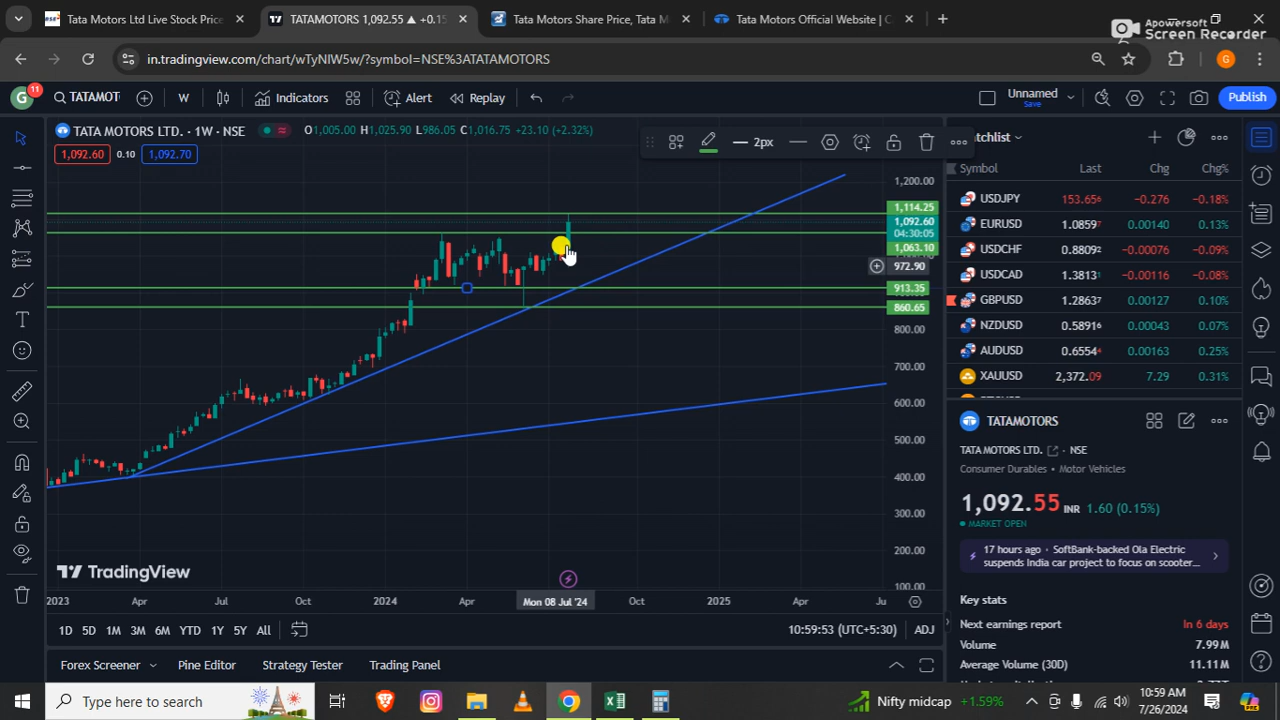 Tata Motors Ltd Live Stock Price
TATAMOTORS 1,092.55 ▲ +0.15
Tata Motors Share Price, Tata M
Tata Motors Official Website | C
Apowersoft
Screen Recorder
in.tradingview.com/chart/wTyNIW5w/?symbol=NSE%3ATATAMOTORS
G
G
11
TATAMOT
W
Indicators
Alert
Replay
Unnamed
Save
Publish
TATA MOTORS LTD. · 1W · NSE
O1,005.00 H1,025.90 L986.05 C1,016.75 +23.10 (+2.32%)
1,092.60
0.10
1,092.70
2px
1,200.00
1,114.25
1,092.60
04:30:05
1,063.10
972.90
913.35
860.65
800.00
700.00
600.00
500.00
400.00
300.00
200.00
100.00
TradingView
2023
Apr
Jul
Oct
2024
Apr
Mon 08 Jul '24
Oct
2025
Apr
Ju
1D
5D
1M
3M
6M
YTD
1Y
5Y
All
10:59:53 (UTC+5:30)
ADJ
Forex Screener
Pine Editor
Strategy Tester
Trading Panel
atchlist
Symbol
Last
Chg
Chg%
USDJPY 153.656 -0.276 -0.18%
EURUSD 1.08597 0.00140 0.13%
USDCHF 0.88092 -0.00076 -0.09%
USDCAD 1.38131 -0.00116 -0.08%
GBPUSD 1.28637 0.00127 0.10%
NZDUSD 0.58916 0.00043 0.07%
AUDUSD 0.65544 0.00163 0.25%
XAUUSD 2,372.09 7.29 0.31%
TATAMOTORS
TATA MOTORS LTD. · NSE
Consumer Durables • Motor Vehicles
1,092.55 INR 1.60 (0.15%)
MARKET OPEN
17 hours ago · SoftBank-backed Ola Electric
suspends India car project to focus on scooter...
Key stats
Next earnings report In 6 days
Volume 7.99M
Average Volume (30D) 11.11M
Type here to search
Nifty midcap +1.59%
10:59 AM
7/26/2024